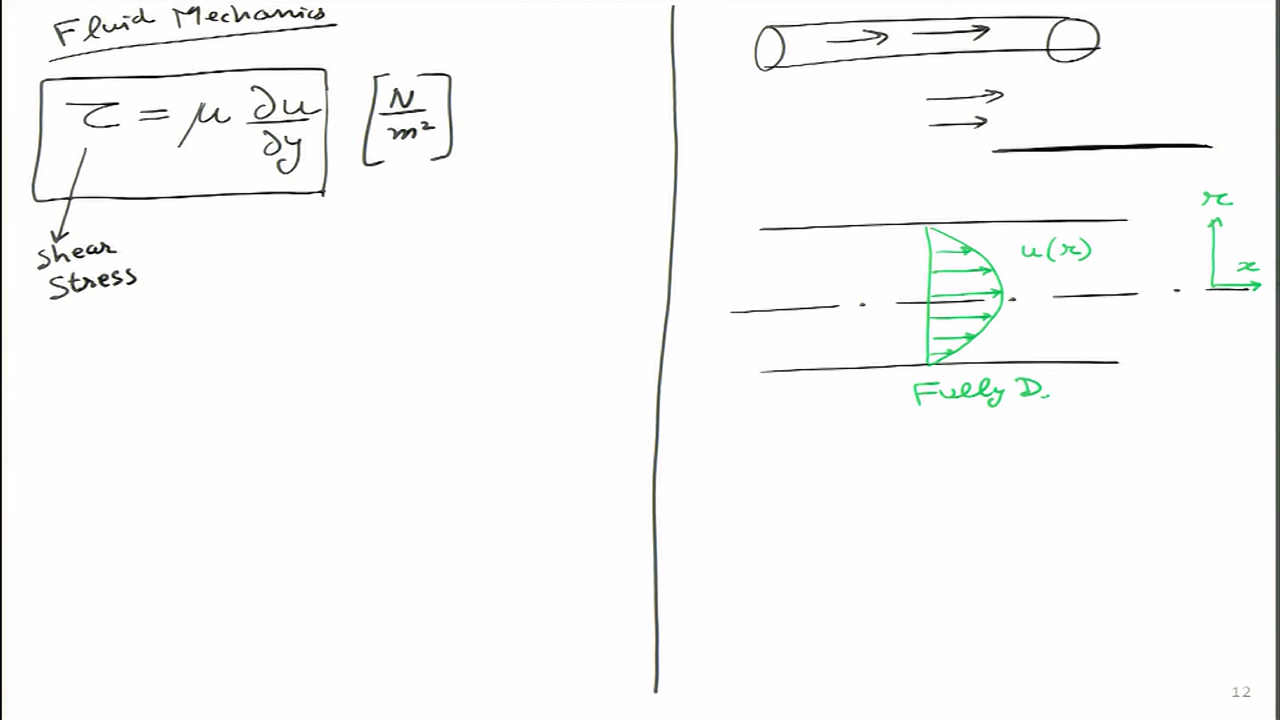 Fluid Mechanics
τ = μ ∂u/∂y [N/m²]
shear
stress
r
u(r)
x
Fully D.
12